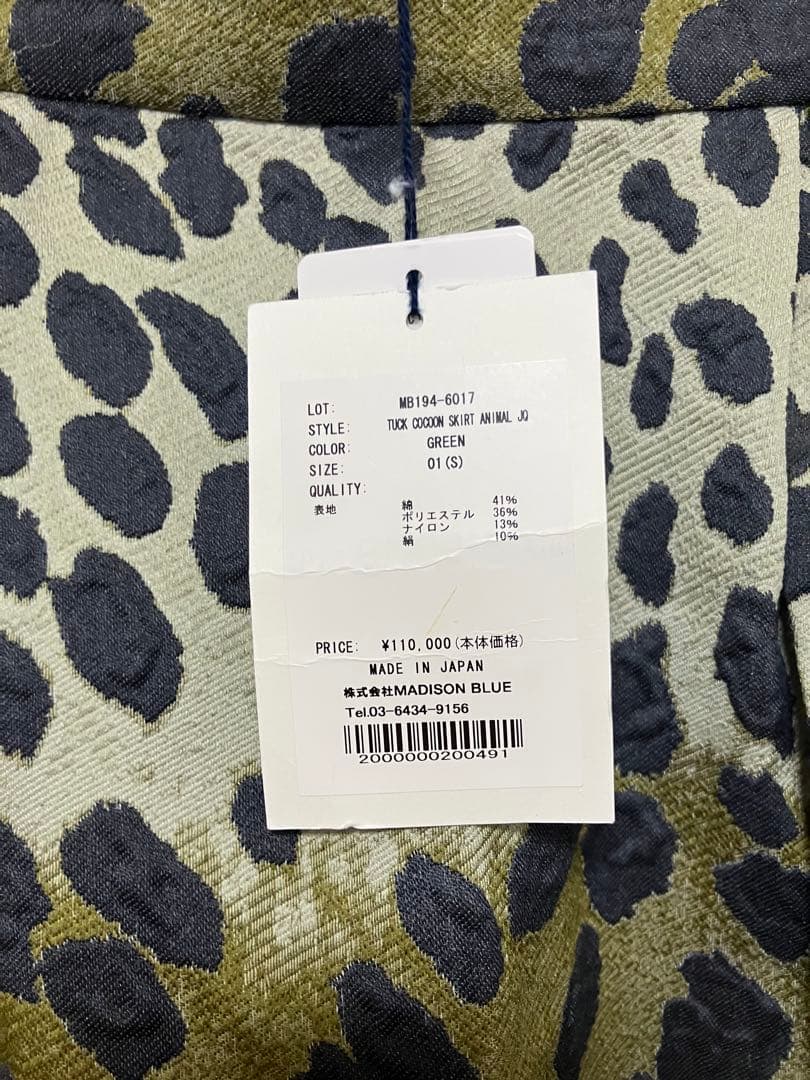 LOT: MB194-6017
STYLE: TUCK COCOON SKIRT ANIMAL JQ
COLOR: GREEN
SIZE: 01(S)
QUALITY:
表地 綿 41%
ポリエステル 36%
ナイロン 13%
絹 10%
PRICE: ¥110,000(本体価格)
MADE IN JAPAN
株式会社MADISON BLUE
Tel.03-6434-9156
2000000200491